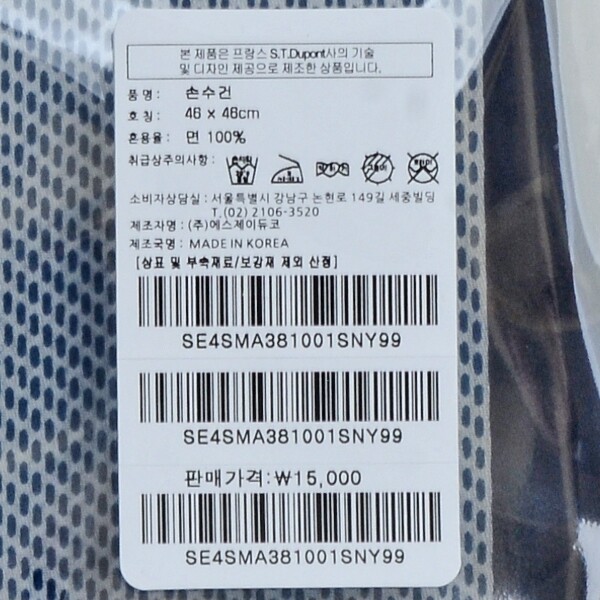 본 제품은 프랑스 S.T.Dupont사의 기술
및 디자인 제공으로 제조한 상품입니다.
품 명 : 손수건
호 칭 : 46 x 46cm
혼용율 : 면 100%
취급상주의사항 :
소비자상담실 : 서울특별시 강남구 논현로 149길 세중빌딩
T.(02) 2106-3520
제조자명 : (주)에스제이듀코
제조국명 : MADE IN KOREA
[상표 및 부속재료/보강재 제외 산정]
SE4SMA381001SNY99
SE4SMA381001SNY99
판매가격:₩15,000
SE4SMA381001SNY99